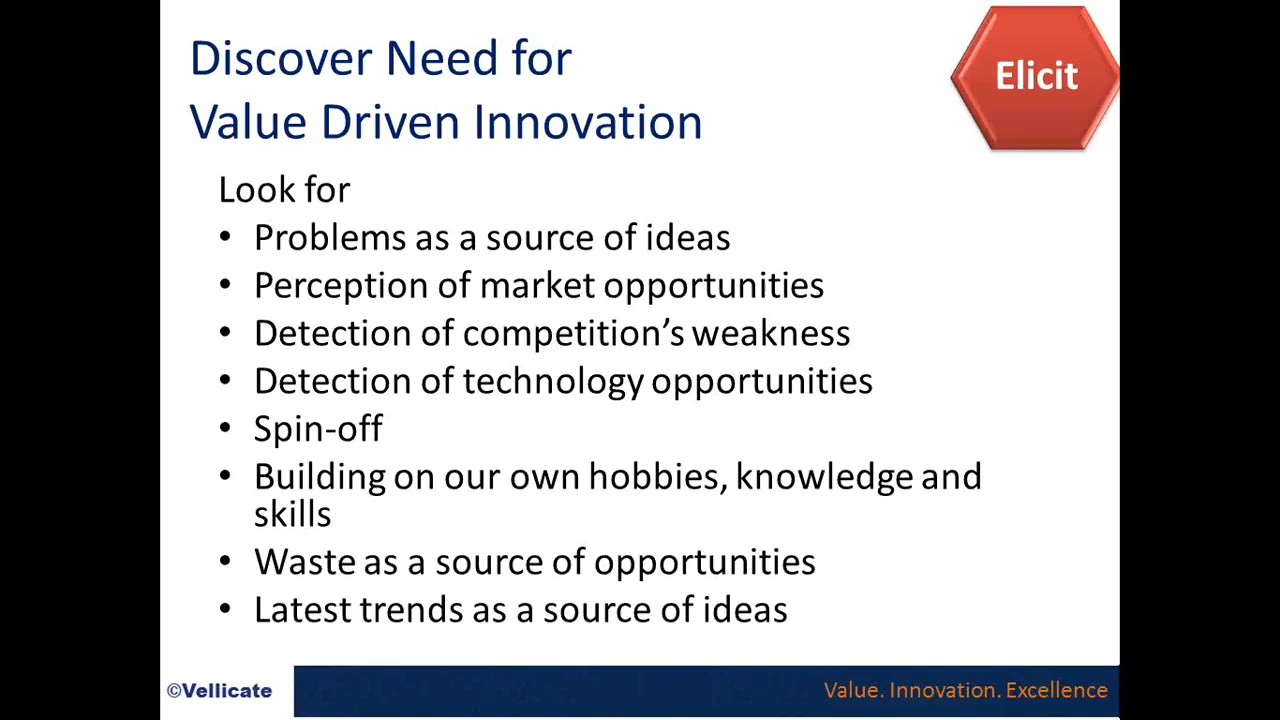 Discover Need for
Value Driven Innovation
Elicit
Look for
• Problems as a source of ideas
• Perception of market opportunities
• Detection of competition’s weakness
• Detection of technology opportunities
• Spin-off
• Building on our own hobbies, knowledge and
skills
• Waste as a source of opportunities
• Latest trends as a source of ideas
©Vellicate
Value. Innovation. Excellence